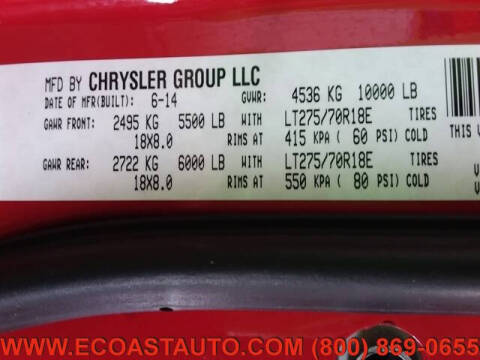 MFD BY CHRYSLER GROUP LLC
DATE OF MFR(BUILT): 6-14 GVWR: 4536 KG 10000 LB
GAWR FRONT: 2495 KG 5500 LB WITH LT275/70R18E TIRES
18X8.0 RIMS AT 415 KPA ( 60 PSI) COLD THIS V
GAWR REAR: 2722 KG 6000 LB WITH LT275/70R18E TIRES
18X8.0 RIMS AT 550 KPA ( 80 PSI) COLD
WWW.ECOASTAUTO.COM (800) 869-0655